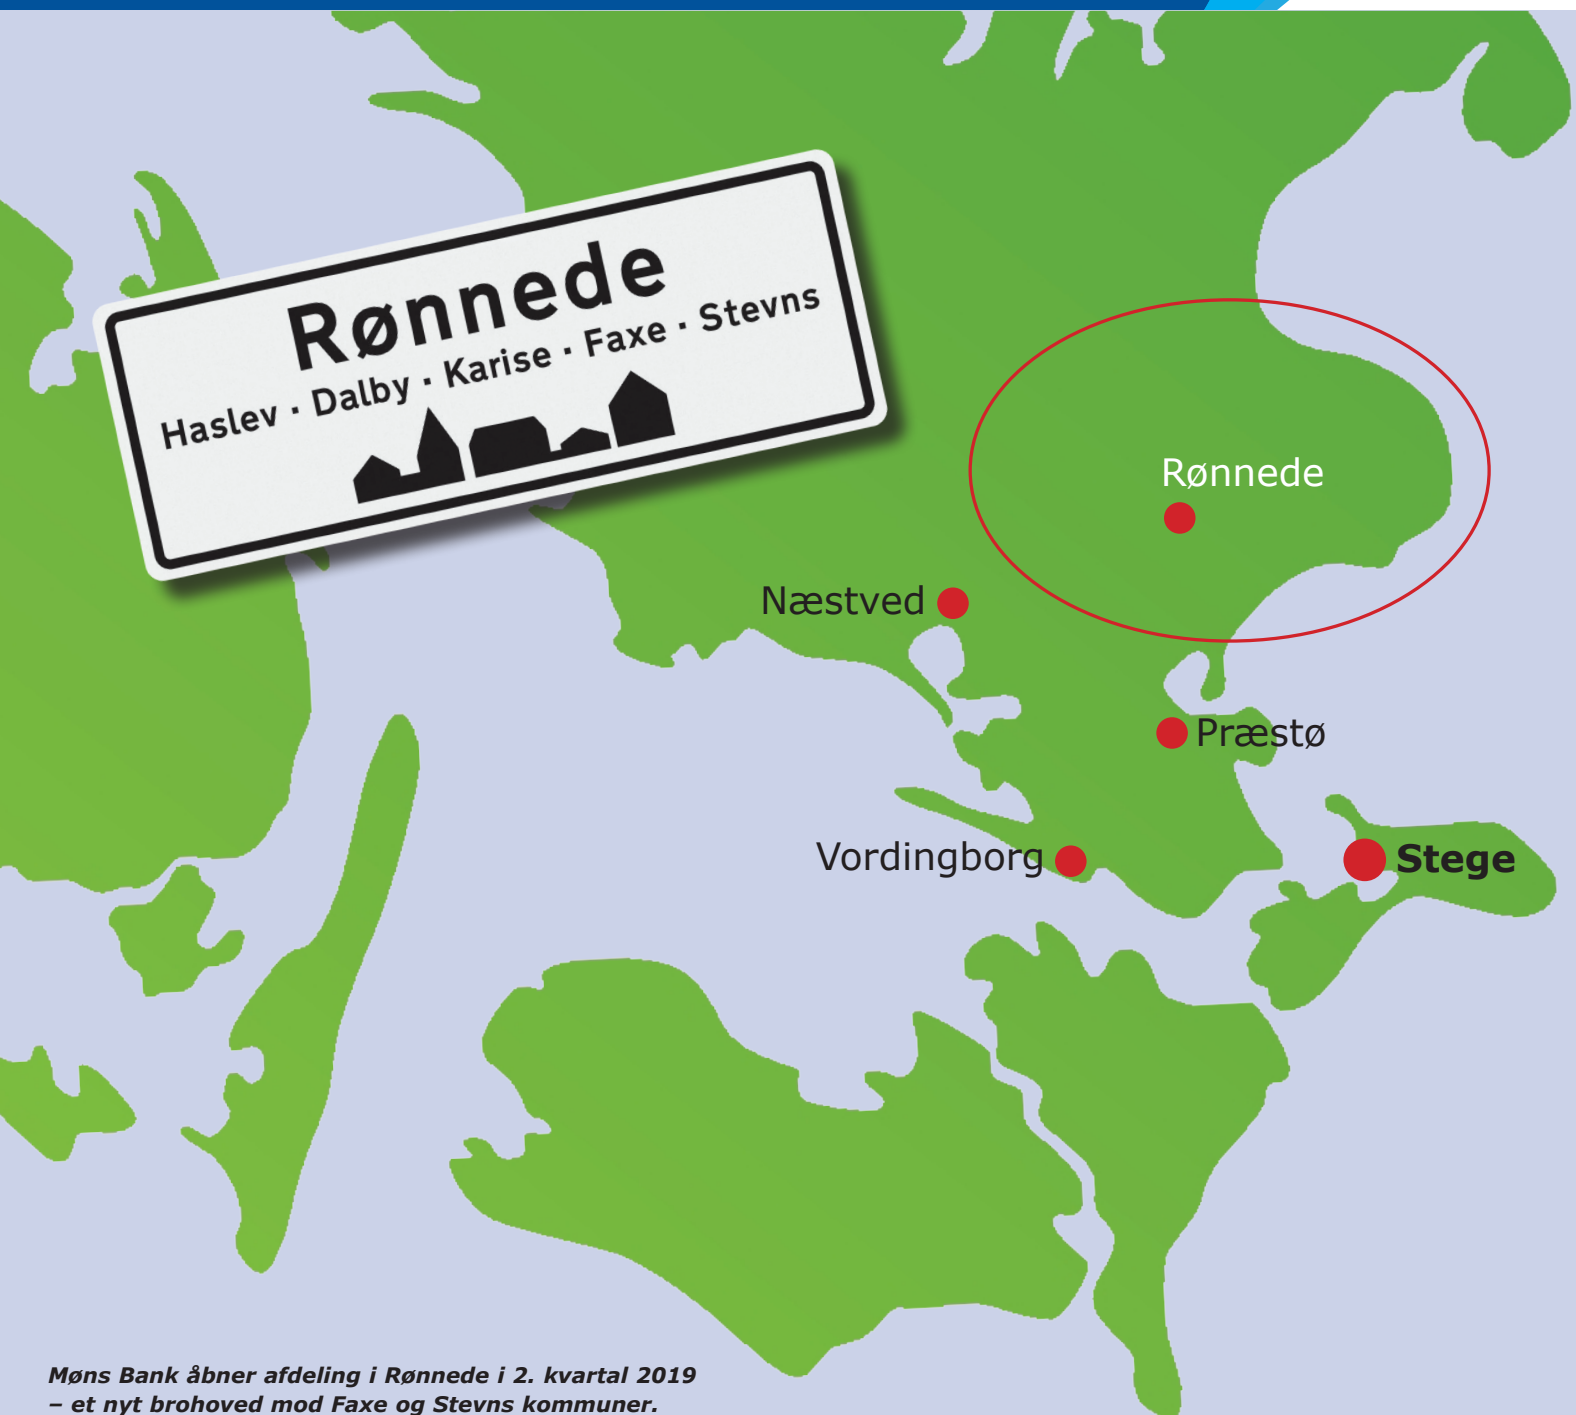 Rønnede
Haslev · Dalby · Karise · Faxe · Stevns
Rønnede
Næstved
Præstø
Vordingborg
Stege
Møns Bank åbner afdeling i Rønnede i 2. kvartal 2019
– et nyt brohoved mod Faxe og Stevns kommuner.